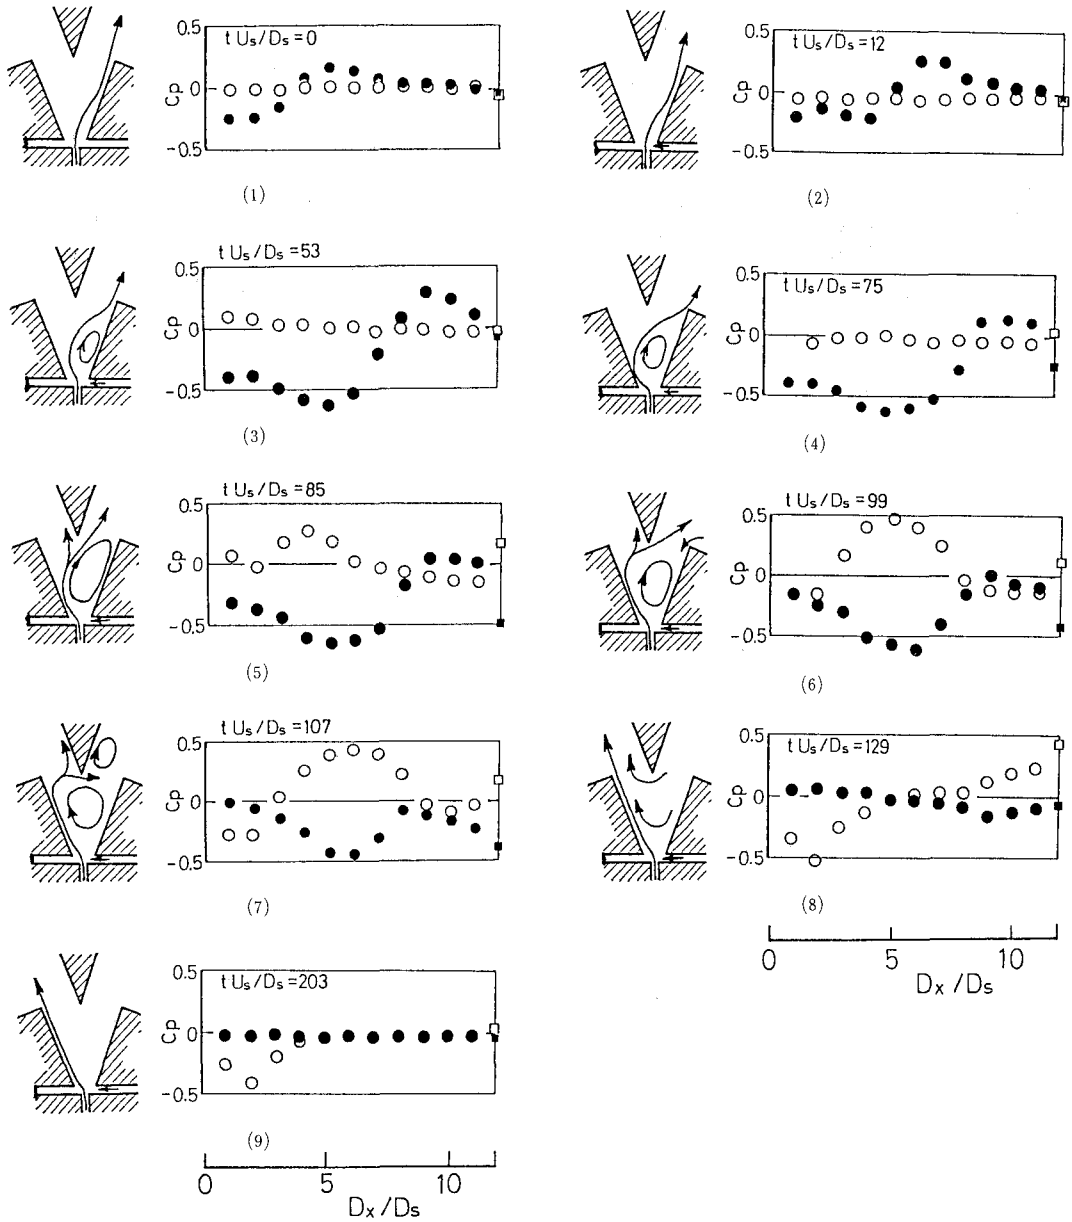 t Us/Ds=0
0.5
0
-0.5
Cp
(1)
t Us/Ds=12
0.5
0
-0.5
Cp
(2)
t Us/Ds=53
0.5
0
-0.5
Cp
(3)
t Us/Ds=75
0.5
0
-0.5
Cp
(4)
t Us/Ds=85
0.5
0
-0.5
Cp
(5)
t Us/Ds=99
0.5
0
-0.5
Cp
(6)
t Us/Ds=107
0.5
0
-0.5
Cp
(7)
t Us/Ds=129
0.5
0
-0.5
Cp
(8)
0 5 10
Dx/Ds
t Us/Ds=203
0.5
0
-0.5
Cp
(9)
0 5 10
Dx/Ds